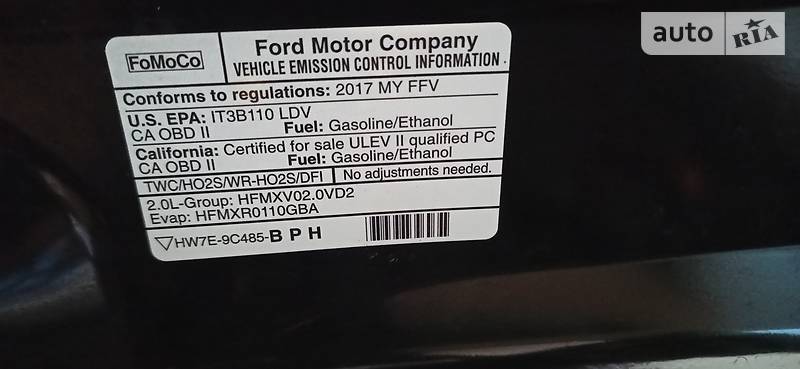 auto RIA
FoMoCo
Ford Motor Company
VEHICLE EMISSION CONTROL INFORMATION
Conforms to regulations: 2017 MY FFV
U.S. EPA: IT3B110 LDV
CA OBD II Fuel: Gasoline/Ethanol
California: Certified for sale ULEV II qualified PC
CA OBD II Fuel: Gasoline/Ethanol
TWC/HO2S/WR-HO2S/DFI No adjustments needed.
2.0L-Group: HFMXV02.0VD2
Evap: HFMXR0110GBA
HW7E-9C485-BPH